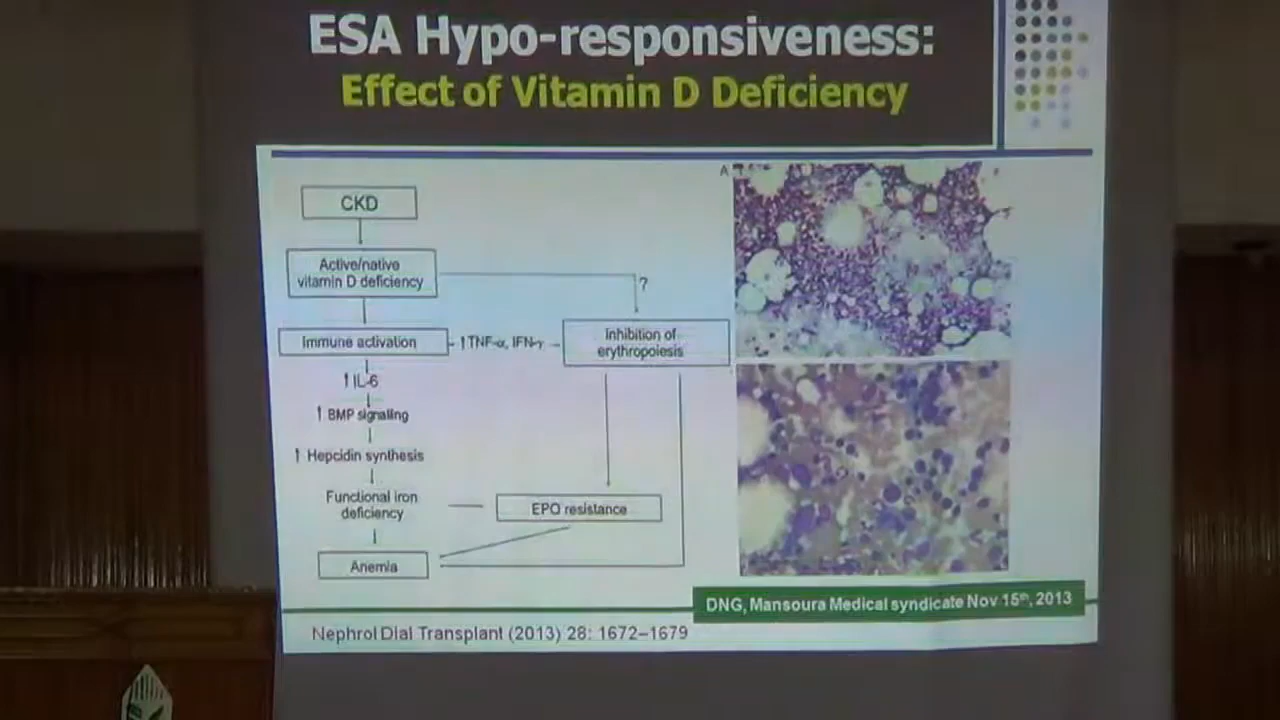 ESA Hypo-responsiveness:
Effect of Vitamin D Deficiency
CKD
Active/native
vitamin D deficiency
?
Immune activation
↑TNF-α, IFN-γ
Inhibition of
erythropoiesis
↑IL-6
↑ BMP signalling
↑ Hepcidin synthesis
Functional iron
deficiency
EPO resistance
Anemia
A
DNG, Mansoura Medical syndicate Nov 15th, 2013
Nephrol Dial Transplant (2013) 28: 1672–1679